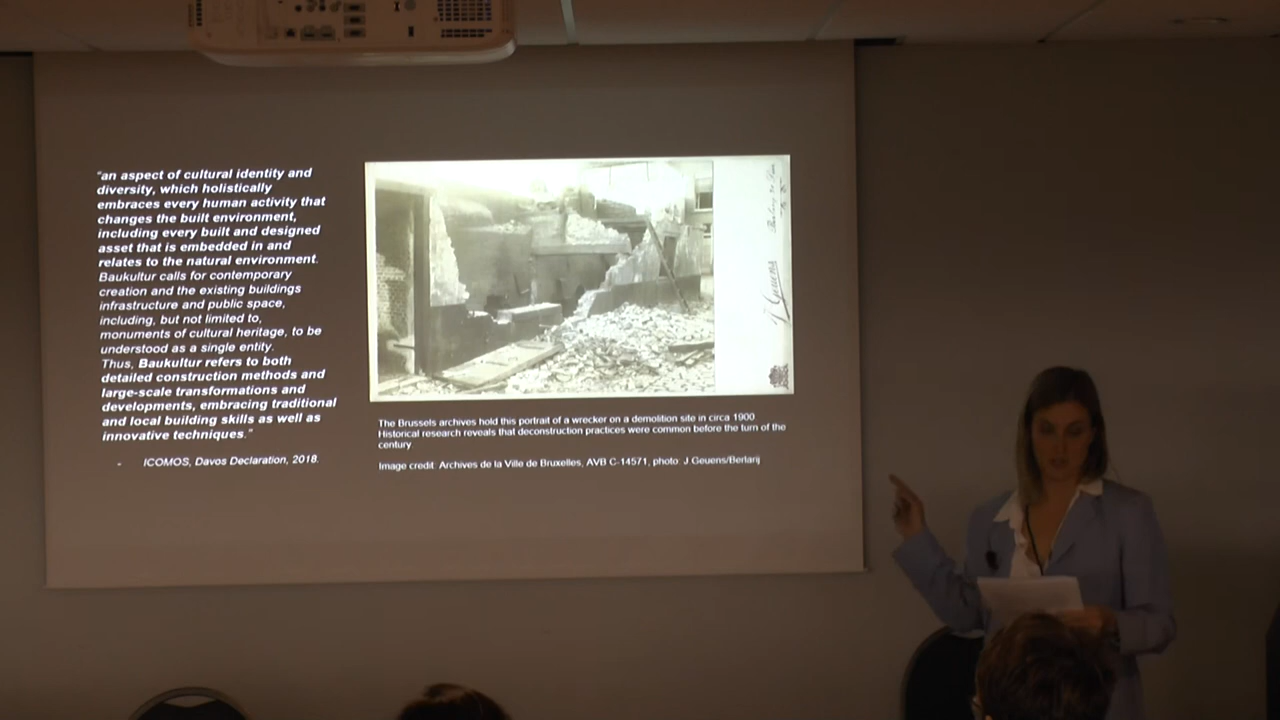 “an aspect of cultural identity and
diversity, which holistically
embraces every human activity that
changes the built environment,
including every built and designed
asset that is embedded in and
relates to the natural environment.
Baukultur calls for contemporary
creation and the existing buildings
infrastructure and public space,
including, but not limited to,
monuments of cultural heritage, to be
understood as a single entity.
Thus, Baukultur refers to both
detailed construction methods and
large-scale transformations and
developments, embracing traditional
and local building skills as well as
innovative techniques.”
- ICOMOS, Davos Declaration, 2018.
J. Geuens
The Brussels archives hold this portrait of a wrecker on a demolition site in circa 1900
Historical research reveals that deconstruction practices were common before the turn of the
century
Image credit: Archives de la Ville de Bruxelles, AVB C-14571, photo: J.Geuens/Berlarij